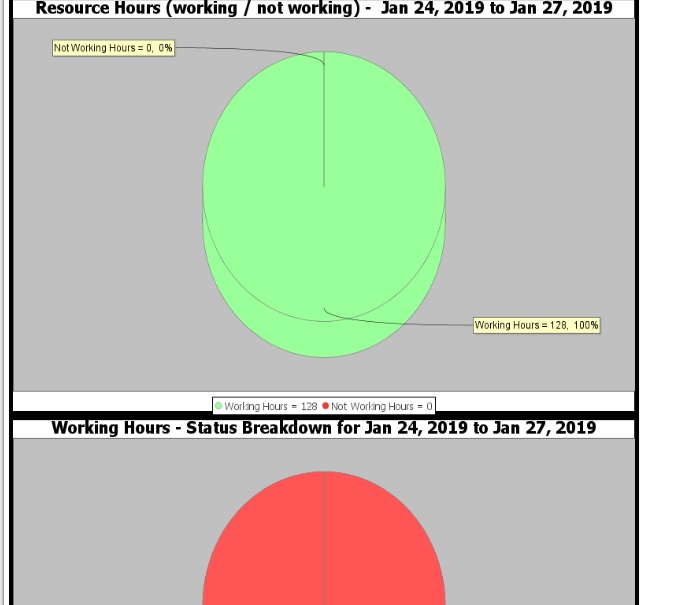 Resource Hours (working / not working) -  Jan 24, 2019 to Jan 27, 2019
Not Working Hours = 0,  0%
Working Hours = 128,  100%
Working Hours = 128 Not Working Hours = 0
Working Hours - Status Breakdown for Jan 24, 2019 to Jan 27, 2019